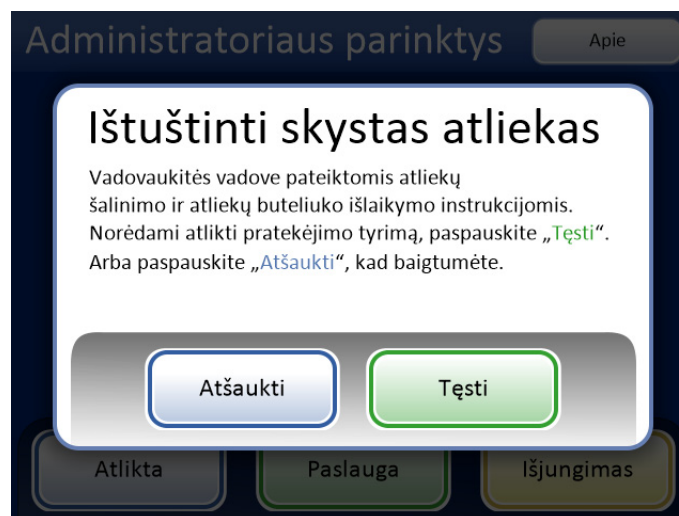 Administratoriaus parinktys
Apie
Ištuštinti skystas atliekas
Vadovaukitės vadove pateiktomis atliekų
šalinimo ir atliekų buteliuko išlaikymo instrukcijomis.
Norėdami atlikti pratekėjimo tyrimą, paspauskite „Tęsti“.
Arba paspauskite „Atšaukti“, kad baigtumėte.
Atšaukti
Tęsti
Atlikta
Paslauga
Išjungimas